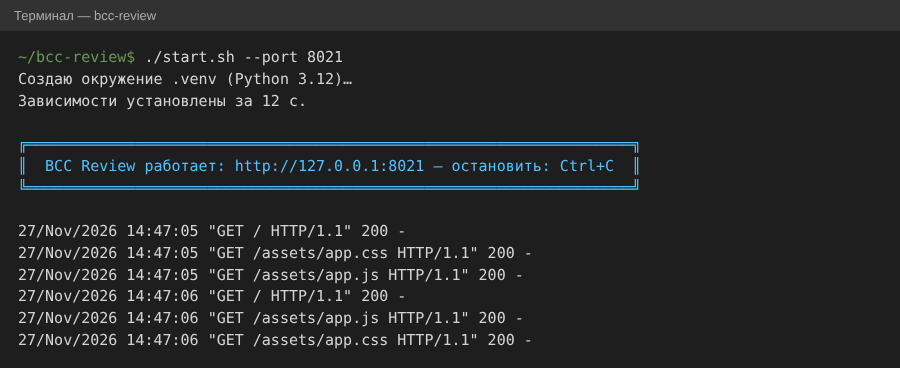 Терминал — bcc-review
~/bcc-review$ ./start.sh --port 8021
Создаю окружение .venv (Python 3.12)…
Зависимости установлены за 12 с.
BCC Review работает: http://127.0.0.1:8021 — остановить: Ctrl+C
27/Nov/2026 14:47:05 "GET / HTTP/1.1" 200 -
27/Nov/2026 14:47:05 "GET /assets/app.css HTTP/1.1" 200 -
27/Nov/2026 14:47:05 "GET /assets/app.js HTTP/1.1" 200 -
27/Nov/2026 14:47:06 "GET / HTTP/1.1" 200 -
27/Nov/2026 14:47:06 "GET /assets/app.js HTTP/1.1" 200 -
27/Nov/2026 14:47:06 "GET /assets/app.css HTTP/1.1" 200 -